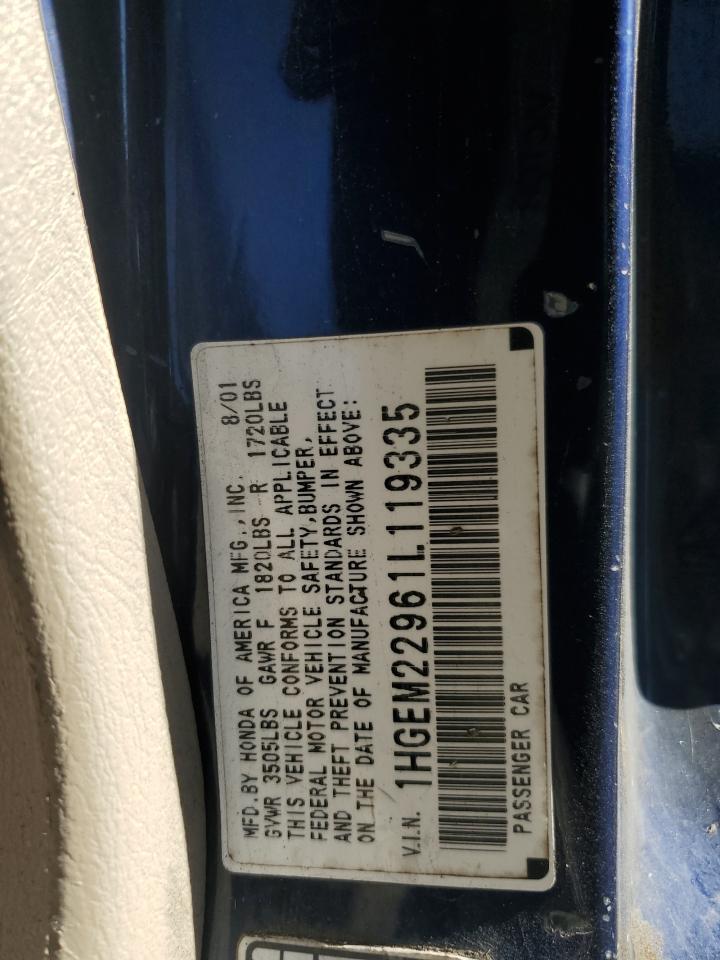 MFD.BY HONDA OF AMERICA MFG.,INC. 8/01
GVWR 3505LBS GAWR F 1820LBS R 1720LBS
THIS VEHICLE CONFORMS TO ALL APPLICABLE
FEDERAL MOTOR VEHICLE SAFETY,BUMPER,
AND THEFT PREVENTION STANDARDS IN EFFECT
ON THE DATE OF MANUFACTURE SHOWN ABOVE:
V.I.N. 1HGEM22961L119335
PASSENGER CAR